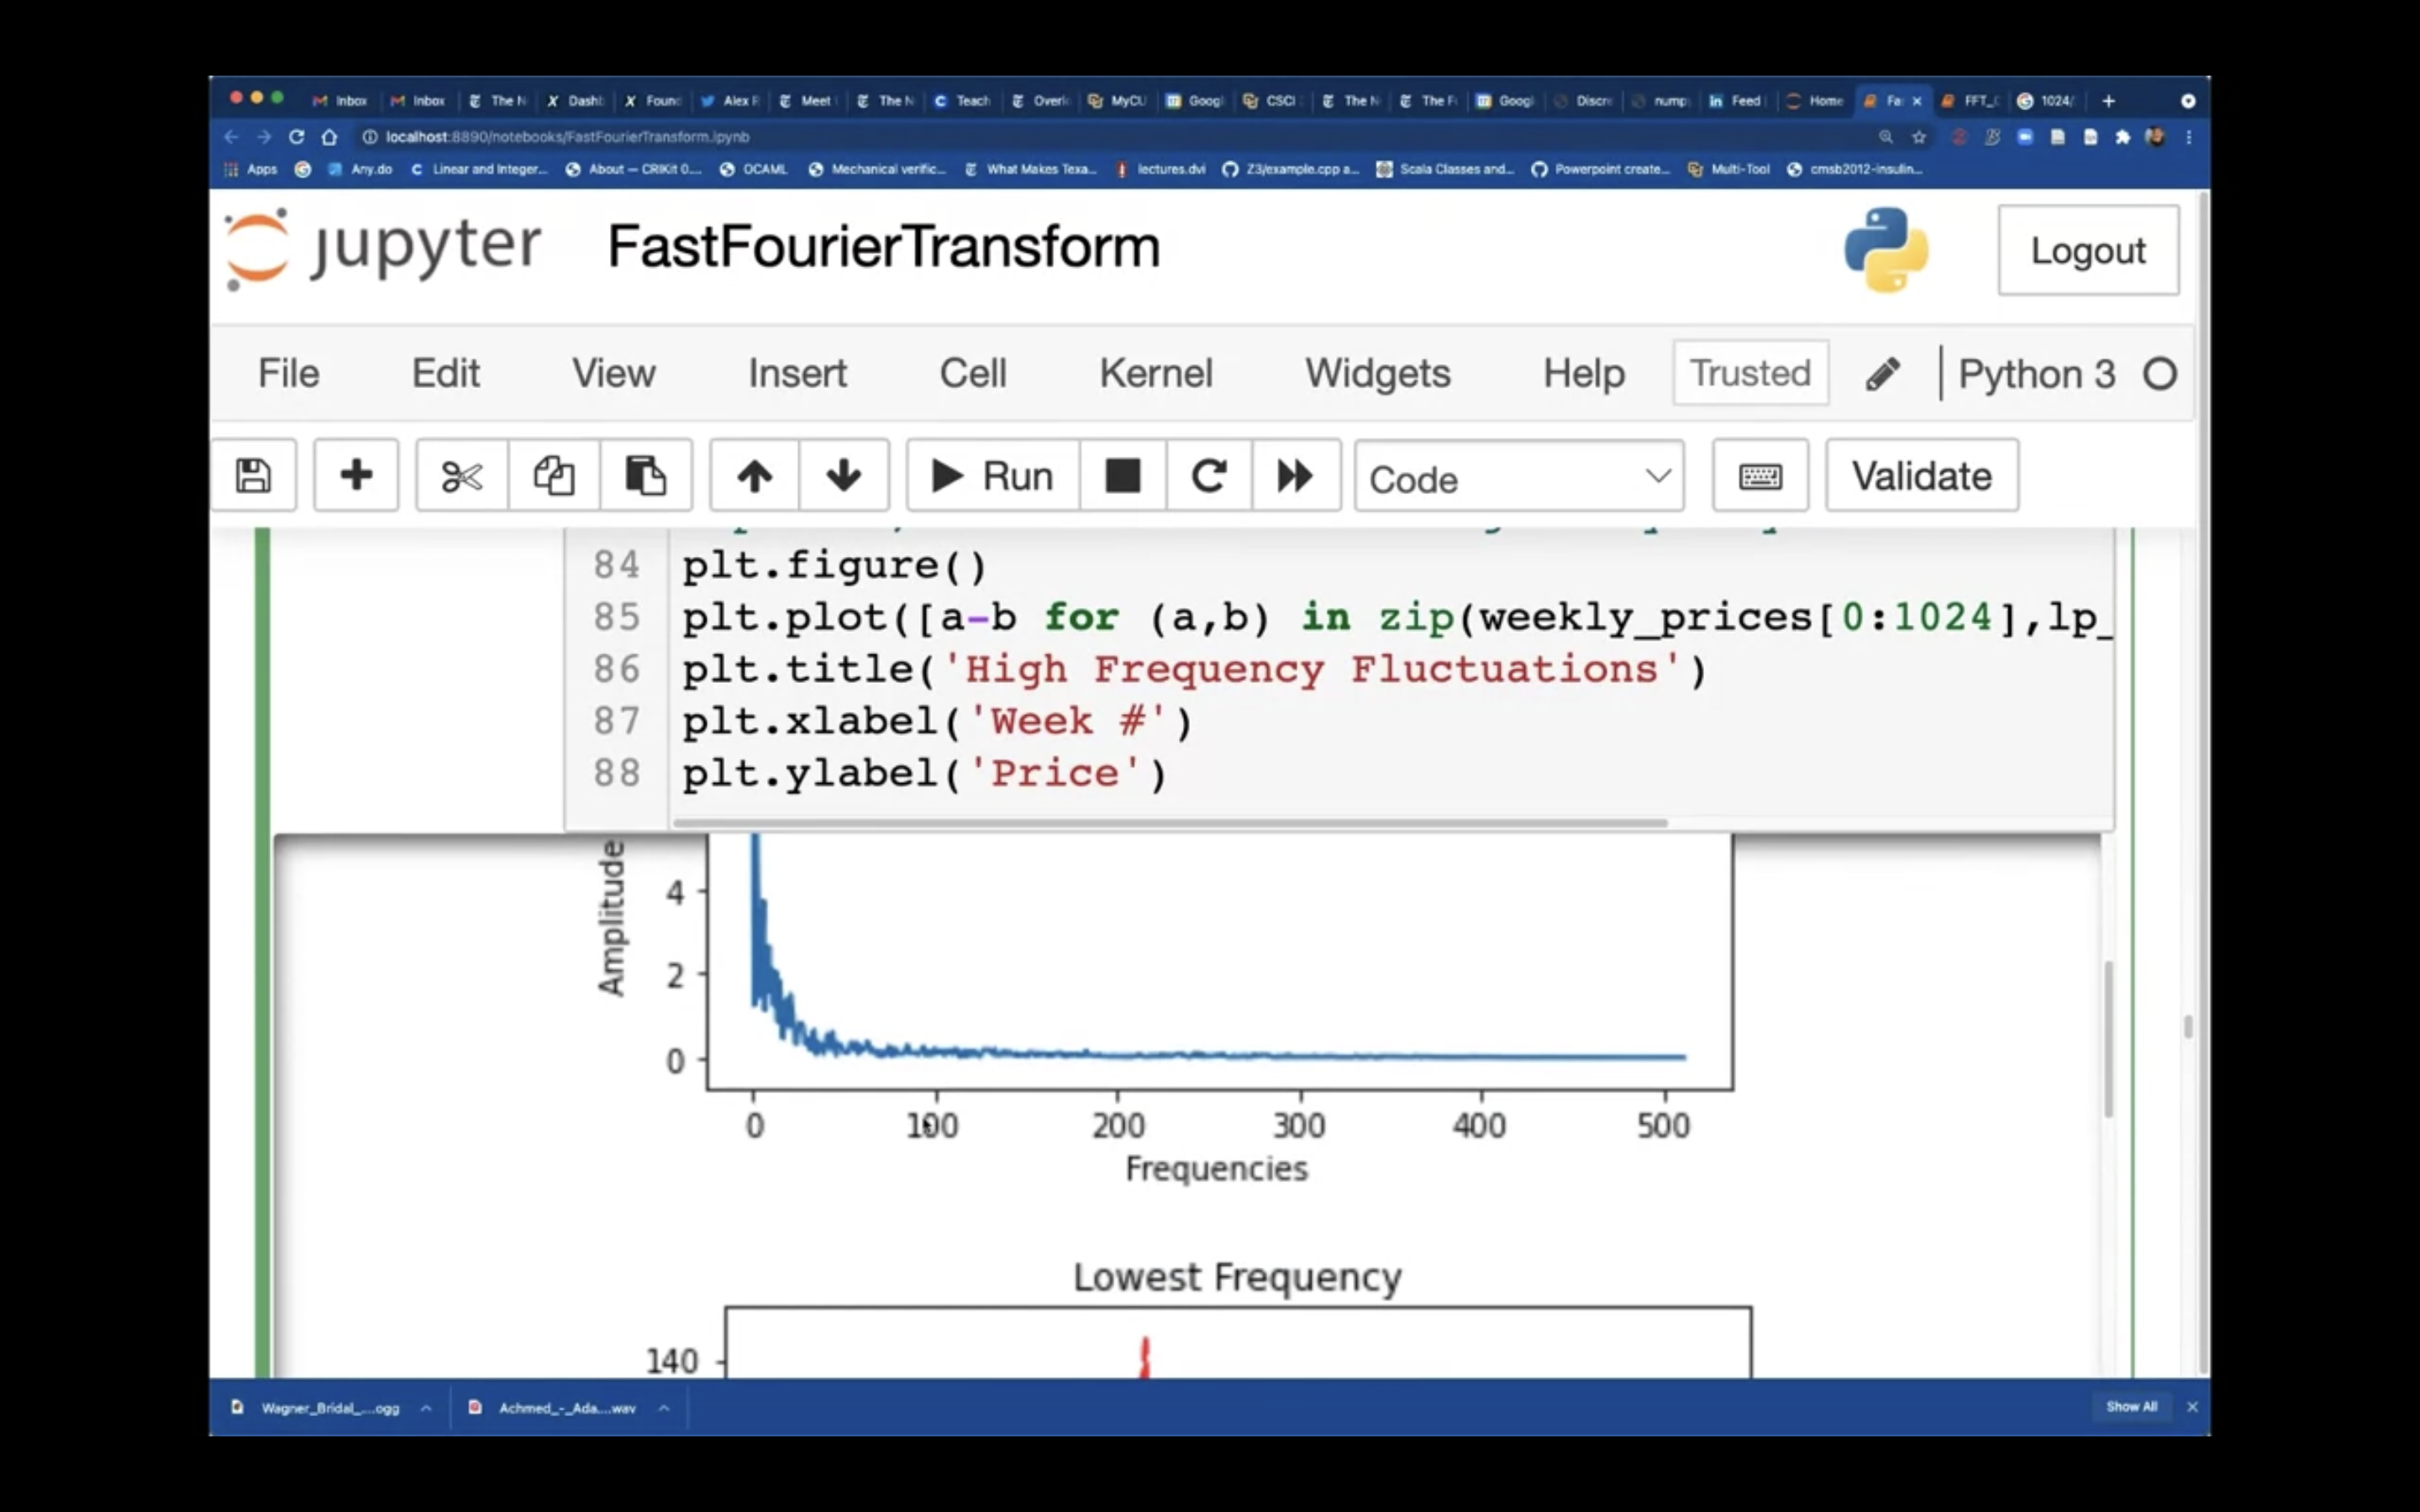 Inbox Inbox The N Dashb Found Alex F Meet The N Teach Overl MyCU Googl CSCI The N The F Googl Discre nump Feed Home Fa FFT_ 1024/
localhost:8890/notebooks/FastFourierTransform.ipynb
Apps Any.do Linear and Integer... About — CRIKit 0.... OCAML Mechanical verific... What Makes Texa... lectures.dvi Z3/example.cpp a... Scala Classes and... Powerpoint create... Multi-Tool cmsb2012-insulin...
jupyter FastFourierTransform Logout
File Edit View Insert Cell Kernel Widgets Help Trusted Python 3
Run Code Validate
84 plt.figure()
85 plt.plot([a-b for (a,b) in zip(weekly_prices[0:1024],lp_
86 plt.title('High Frequency Fluctuations')
87 plt.xlabel('Week #')
88 plt.ylabel('Price')
Amplitude
4
2
0
0 100 200 300 400 500
Frequencies
Lowest Frequency
140
Wagner_Bridal_....ogg Achmed_-_Ada....wav Show All